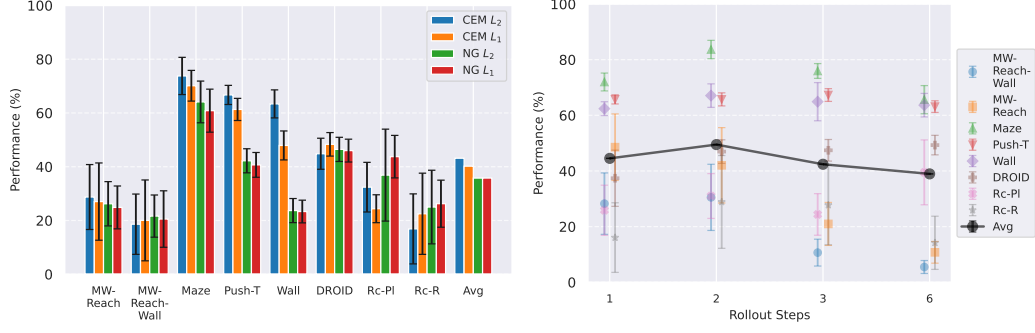 100
80
60
40
20
0
Performance (%)
CEM L₂
CEM L₁
NG L₂
NG L₁
MW-
Reach
MW-
Reach-
Wall
Maze
Push-T
Wall
DROID
Rc-Pl
Rc-R
Avg
100
80
60
40
20
0
Performance (%)
1
2
3
6
Rollout Steps
MW-
Reach-
Wall
MW-
Reach
Maze
Push-T
Wall
DROID
Rc-Pl
Rc-R
Avg